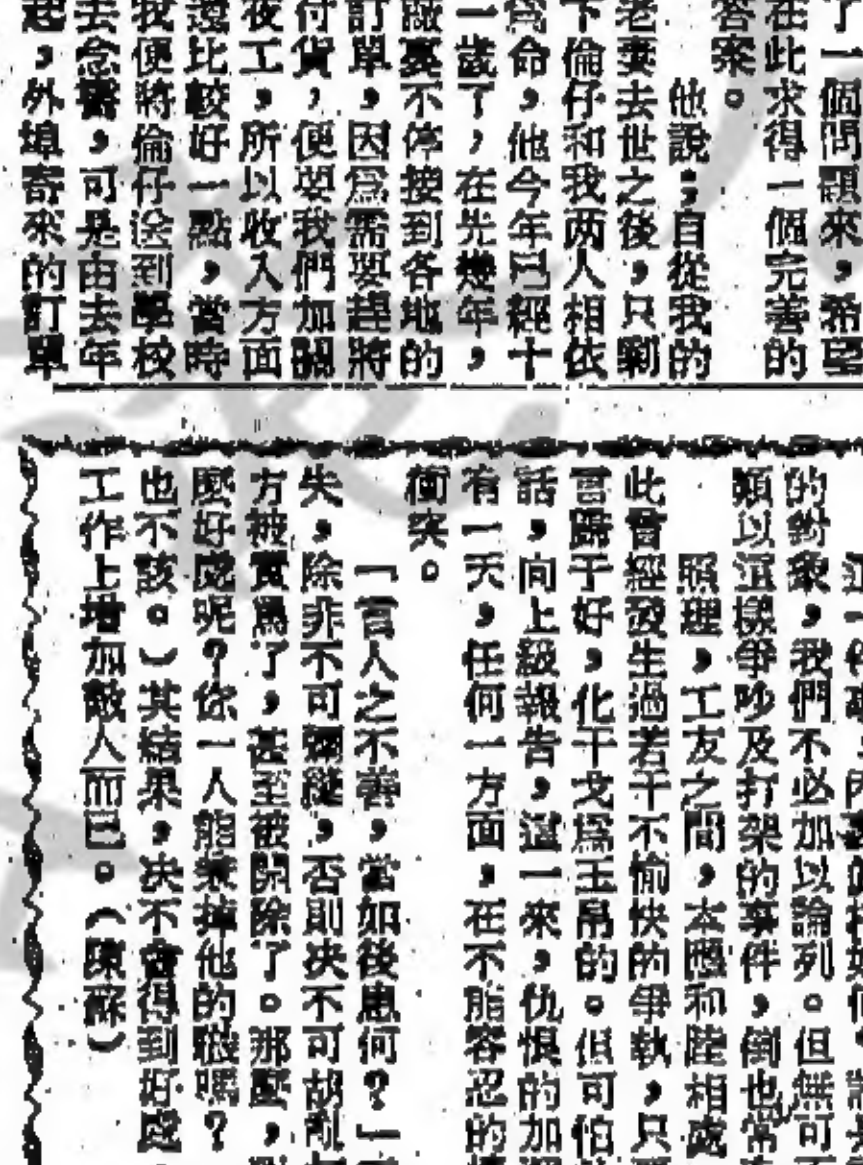 了一個問題來,希望
在此求得一個完善的
答案。
他說;自從我的
老妻去世之後,只剩
下倫仔和我两人相依
爲命,他今年已經十
一歲了,在先幾年,
廠裏不停接到各地的
訂單,因爲需要趕將
付貨,便要我們加開
夜工,所以收入方面
還比較好一點,當時
我便將倫仔送到學校
去念書,可是由去年
起,外埠寄來的訂單
的對象,我們不必加以論列。但無可
類以這樣爭吵及打架的事件,倒也常
照理,工友之間,本應和睦相處
此曾經發生過若干不愉快的爭執,只
言歸于好,化干戈爲玉帛的。但可怕
話,向上級報告,這一來,仇恨的加深
有一天,任何一方面,在不能容忍的情
衝突。
「言人之不善,當如後患何?」
失,除非不可彌縫,否則決不可胡亂
方被責駡了,甚至被開除了。那麼,
麼好處呢?你一人能兼掉他的職嗎?
也不該。)其結果,决不會得到好處,
工作上增加敵人而已。(陳蘇)